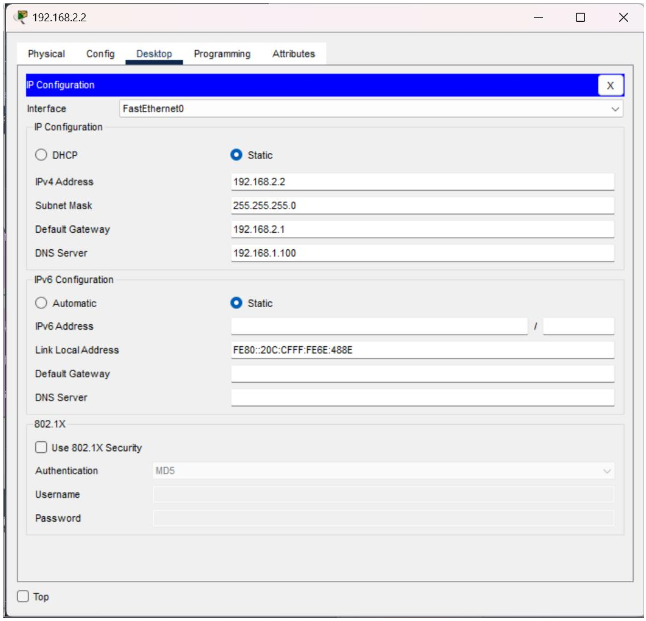 192.168.2.2
Physical Config Desktop Programming Attributes
IP Configuration X
Interface FastEthernet0
IP Configuration
DHCP Static
IPv4 Address 192.168.2.2
Subnet Mask 255.255.255.0
Default Gateway 192.168.2.1
DNS Server 192.168.1.100
IPv6 Configuration
Automatic Static
IPv6 Address /
Link Local Address FE80::20C:CFFF:FE6E:488E
Default Gateway
DNS Server
802.1X
Use 802.1X Security
Authentication MD5
Username
Password
Top